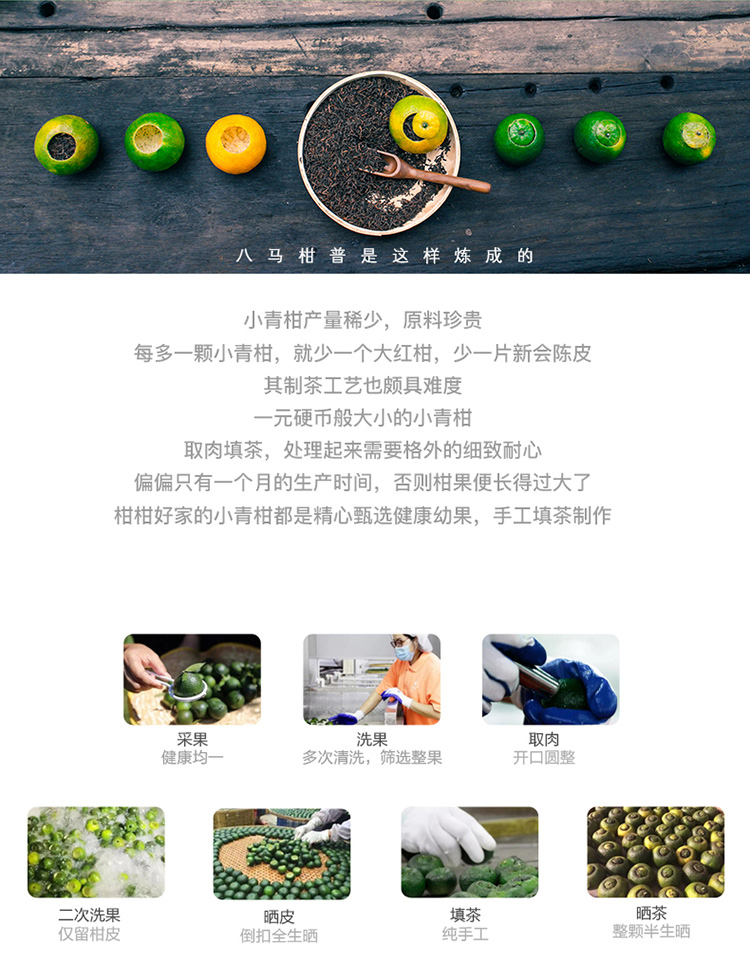 八马柑普是这样炼成的
小青柑产量稀少，原料珍贵
每多一颗小青柑，就少一个大红柑，少一片新会陈皮
其制茶工艺也颇具难度
一元硬币般大小的小青柑
取肉填茶，处理起来需要格外的细致耐心
偏偏只有一个月的生产时间，否则柑果便长得过大了
柑柑好家的小青柑都是精心甄选健康幼果，手工填茶制作
采果
健康均一
洗果
多次清洗，筛选整果
取肉
开口圆整
二次洗果
仅留柑皮
晒皮
倒扣全生晒
填茶
纯手工
晒茶
整颗半生晒